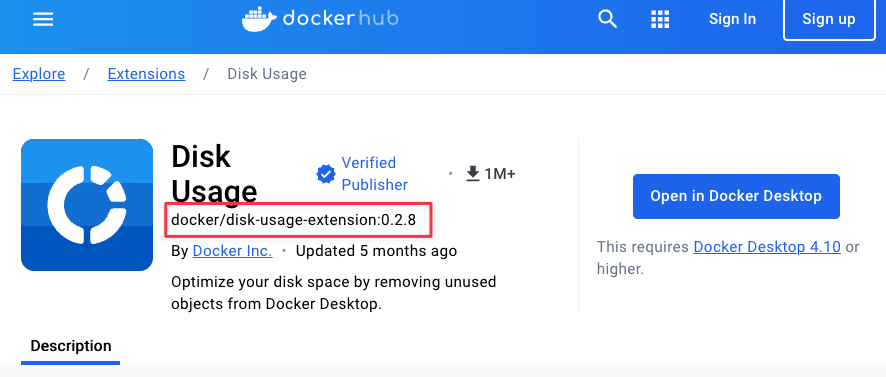 dockerhub
Sign In
Sign up
Explore / Extensions / Disk Usage
Disk
Usage
Verified
Publisher
· 1M+
docker/disk-usage-extension:0.2.8
By Docker Inc. · Updated 5 months ago
Optimize your disk space by removing unused
objects from Docker Desktop.
Open in Docker Desktop
This requires Docker Desktop 4.10 or
higher.
Description